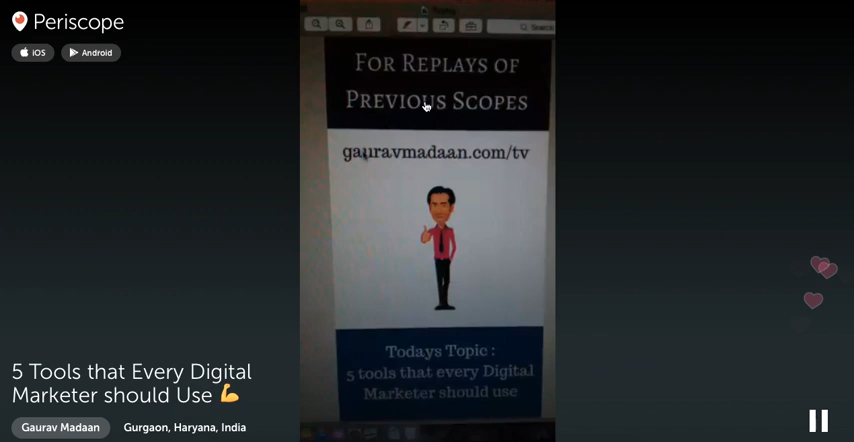 Periscope
iOS
Android
Search
For Replays of
Previous Scopes
gauravmadaan.com/tv
Todays Topic :
5 tools that every Digital
Marketer should use
5 Tools that Every Digital
Marketer should Use 💪
Gaurav Madaan
Gurgaon, Haryana, India